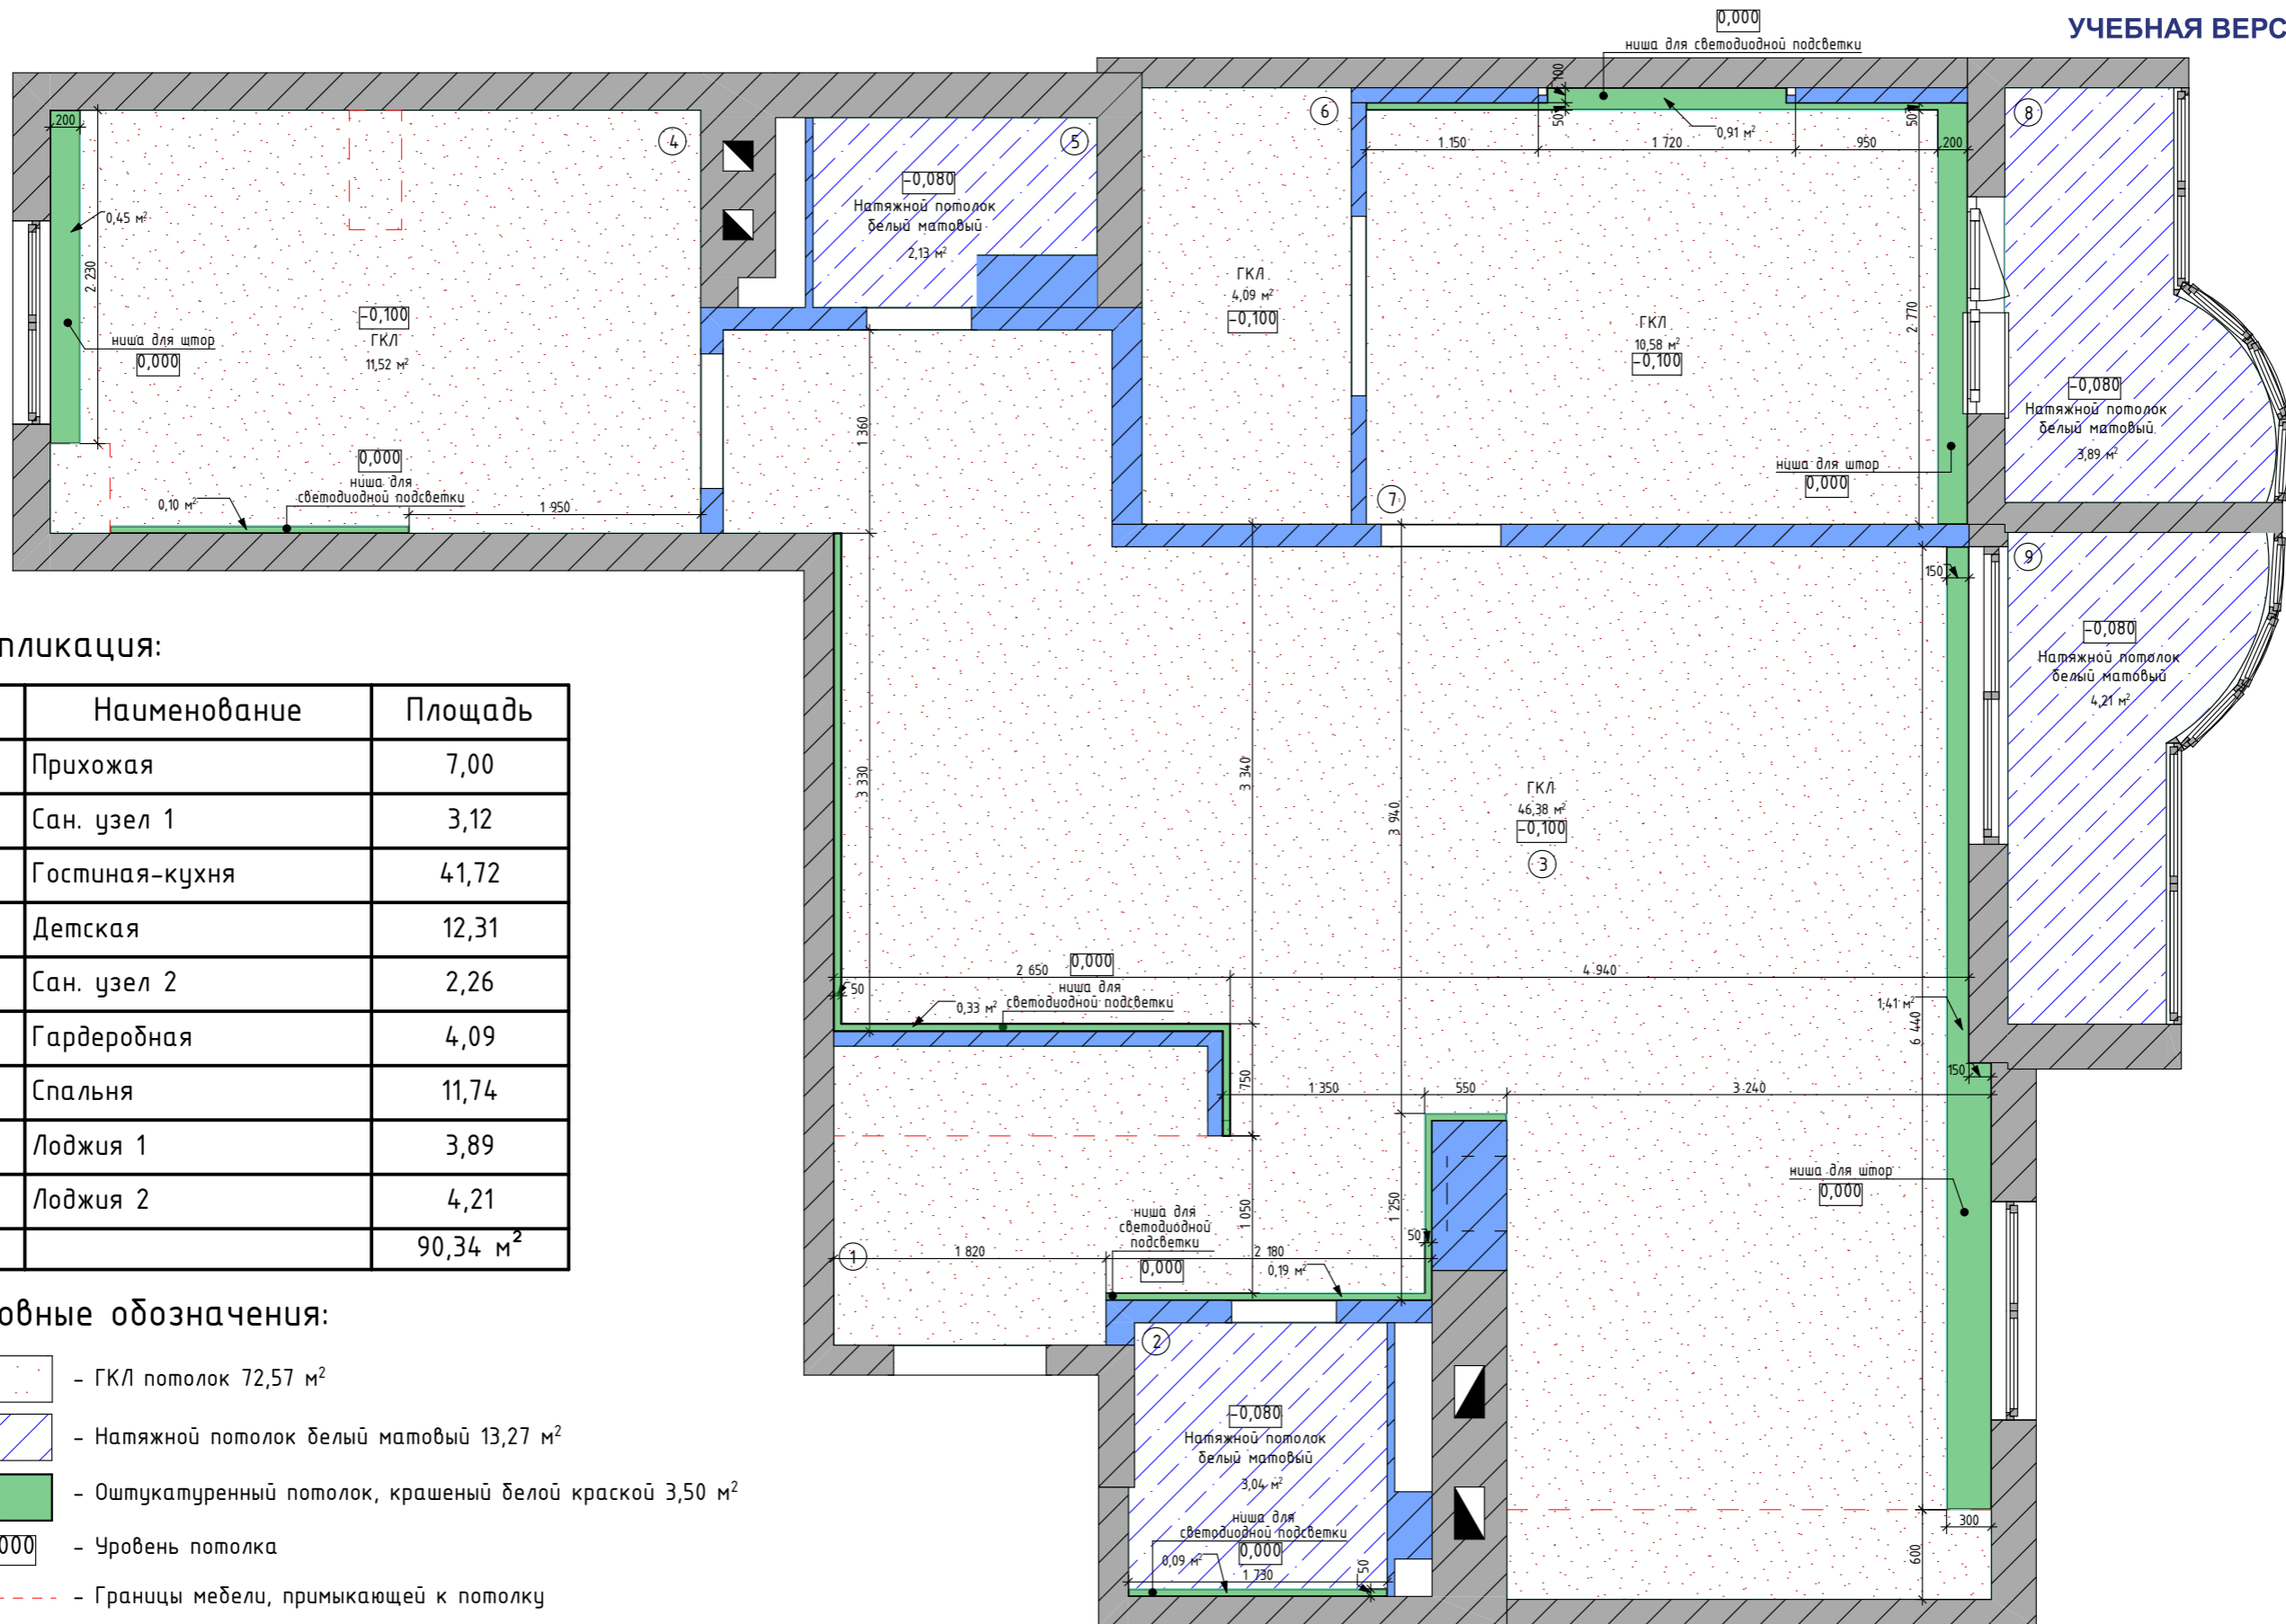 УЧЕБНАЯ ВЕРС
0,000
ниша для светодиодной подсветки
100
50
50
0,91 м²
1 150
1 720
950
200
6
8
200
4
5
0,45 м²
2 230
-0,080
Натяжной потолок
белый матовый
2,13 м²
ГКЛ
4,09 м²
-0,100
-0,100
ГКЛ
11,52 м²
ниша для штор
0,000
ГКЛ
10,58 м²
-0,100
2 770
-0,080
Натяжной потолок
белый матовый
3,89 м²
1 360
0,000
ниша для
светодиодной подсветки
0,10 м²
1 950
ниша для штор
0,000
7
9
150
-0,080
Натяжной потолок
белый матовый
4,21 м²
3 330
3 340
3 940
ГКЛ
46,38 м²
-0,100
3
2 650
0,000
4 940
50
ниша для
светодиодной подсветки
0,33 м²
1,41 м²
6 440
150
750
1 350
550
3 240
ниша для штор
0,000
1 050
1 250
ниша для
светодиодной
подсветки
0,000
50
1
1 820
2 180
0,19 м²
2
-0,080
Натяжной потолок
белый матовый
3,04 м²
ниша для
светодиодной подсветки
0,000
0,09 м²
1 730
50
300
600
пликация:
Наименование Площадь
Прихожая 7,00
Сан. узел 1 3,12
Гостиная-кухня 41,72
Детская 12,31
Сан. узел 2 2,26
Гардеробная 4,09
Спальня 11,74
Лоджия 1 3,89
Лоджия 2 4,21
90,34 м²
овные обозначения:
- ГКЛ потолок 72,57 м²
- Натяжной потолок белый матовый 13,27 м²
- Оштукатуренный потолок, крашеный белой краской 3,50 м²
000 - Уровень потолка
- Границы мебели, примыкающей к потолку